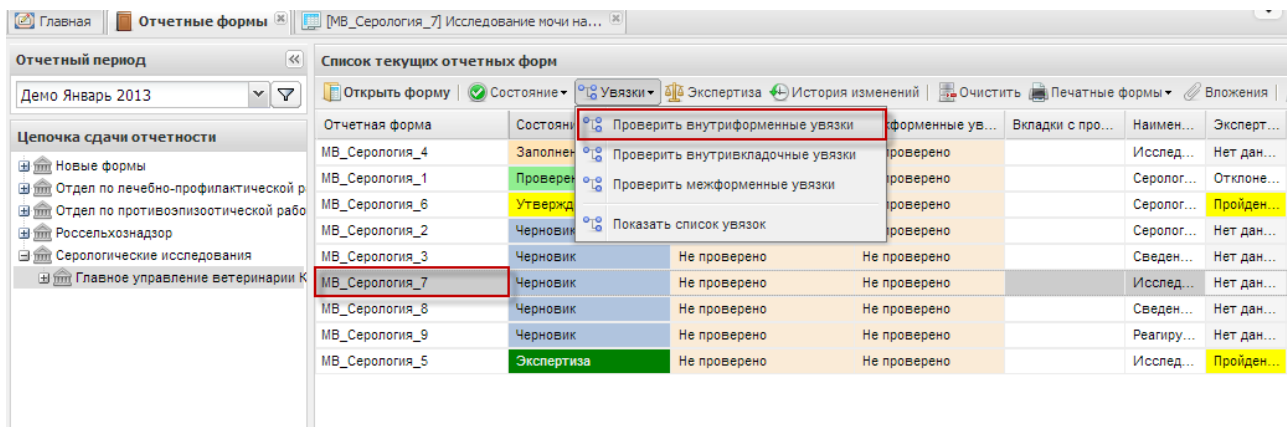 Главная Отчетные формы [МВ_Серология_7] Исследование мочи на...
Отчетный период
Список текущих отчетных форм
Демо Январь 2013
Открыть форму Состояние Увязки Экспертиза История изменений Очистить Печатные формы Вложения
Цепочка сдачи отчетности
Новые формы
Отдел по лечебно-профилактической р
Отдел по противоэпизоотической рабо
Россельхознадзор
Серологические исследования
Главное управление ветеринарии К
Проверить внутриформенные увязки
Проверить внутривкладочные увязки
Проверить межформенные увязки
Показать список увязок
Отчетная форма Состояни кформенные ув... Вкладки с про... Наимен... Эксперт...
МВ_Серология_4 Заполнен проверено Исслед... Нет дан...
МВ_Серология_1 Проверен проверено Серолог... Отклоне...
МВ_Серология_6 Утвержд проверено Серолог... Пройден...
МВ_Серология_2 Черновик проверено Серолог... Нет дан...
МВ_Серология_3 Черновик Не проверено Не проверено Сведен... Нет дан...
МВ_Серология_7 Черновик Не проверено Не проверено Исслед... Нет дан...
МВ_Серология_8 Черновик Не проверено Не проверено Сведен... Нет дан...
МВ_Серология_9 Черновик Не проверено Не проверено Реагиру... Нет дан...
МВ_Серология_5 Экспертиза Не проверено Не проверено Исслед... Пройден...